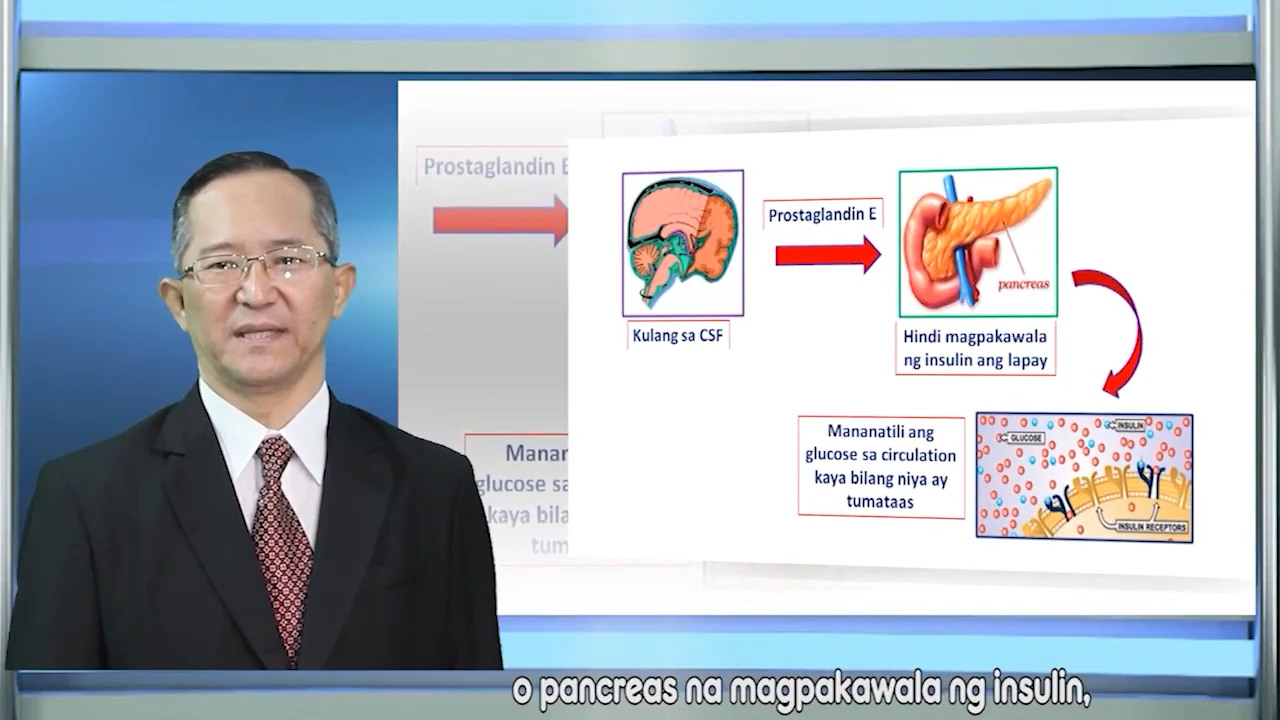 Prostaglandin E
Manan
glucose sa
kaya bila
tum
Kulang sa CSF
Prostaglandin E
pancreas
Hindi magpakawala
ng insulin ang lapay
Mananatili ang
glucose sa circulation
kaya bilang niya ay
tumataas
GLUCOSE
INSULIN
INSULIN RECEPTORS
o pancreas na magpakawala ng insulin,